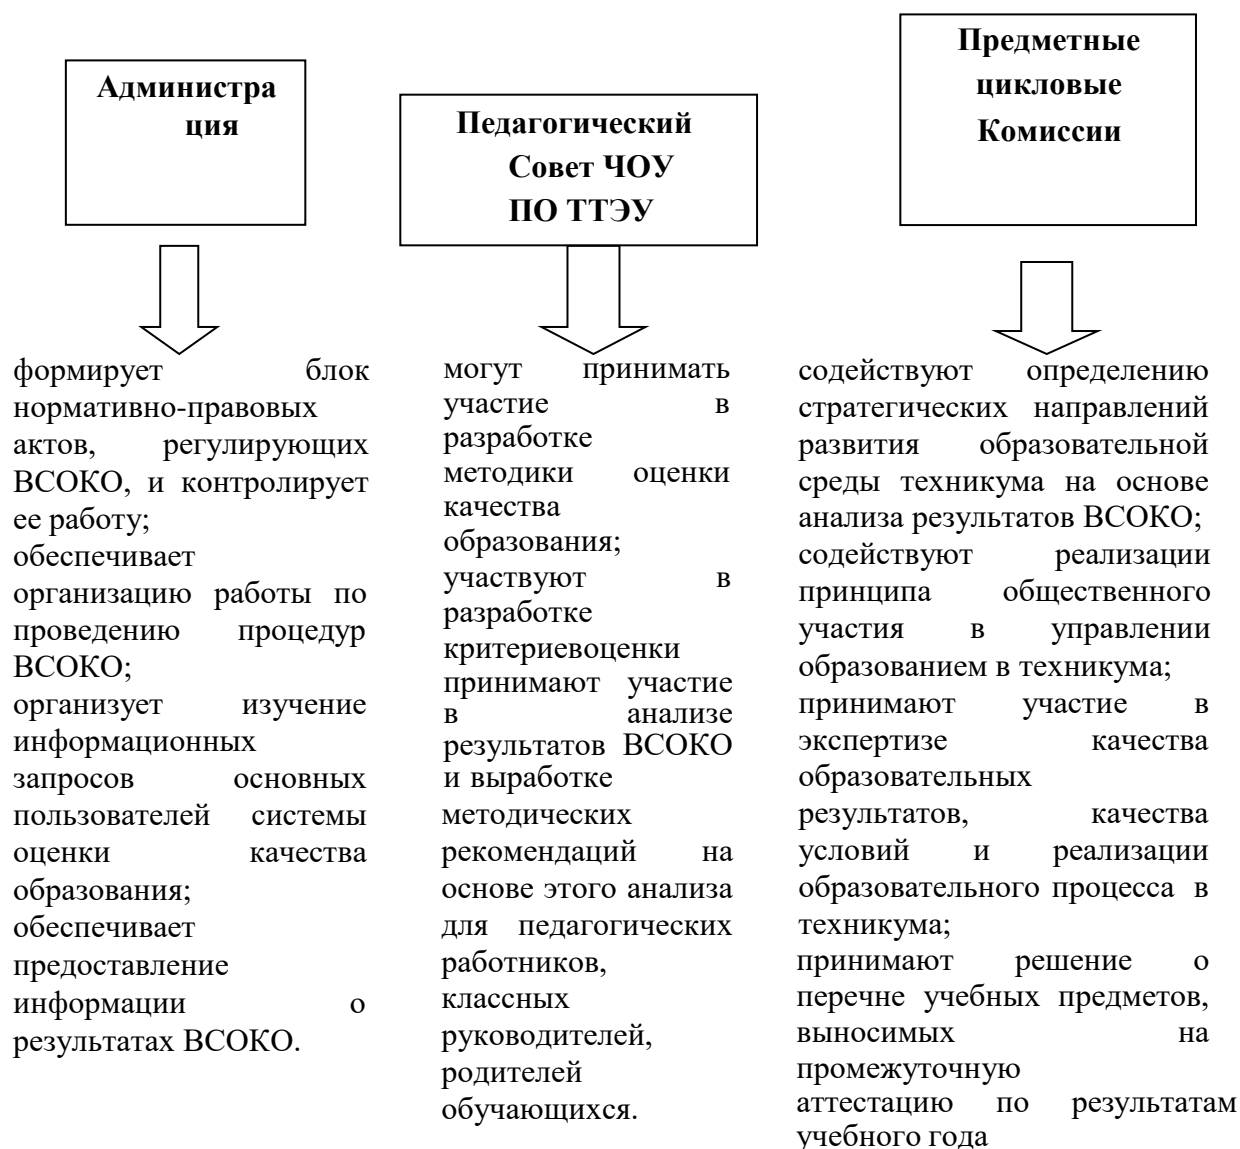 Администра
ция
формирует блок
нормативно-правовых
актов, регулирующих
ВСОКО, и контролирует
ее работу;
обеспечивает
организацию работы по
проведению процедур
ВСОКО;
организует изучение
информационных
запросов основных
пользователей системы
оценки качества
образования;
обеспечивает
предоставление
информации о
результатах ВСОКО.
Педагогический
Совет ЧОУ
ПО ТТЭУ
могут принимать
участие в
разработке
методики оценки
качества
образования;
участвуют в
разработке
критериевоценки
принимают участие
в анализе
результатов ВСОКО
и выработке
методических
рекомендаций на
основе этого анализа
для педагогических
работников,
классных
руководителей,
родителей
обучающихся.
Предметные
цикловые
Комиссии
содействуют определению
стратегических направлений
развития образовательной
среды техникума на основе
анализа результатов ВСОКО;
содействуют реализации
принципа общественного
участия в управлении
образованием в техникума;
принимают участие в
экспертизе качества
образовательных
результатов, качества
условий и реализации
образовательного процесса в
техникума;
принимают решение о
перечне учебных предметов,
выносимых на
промежуточную
аттестацию по результатам
учебного года